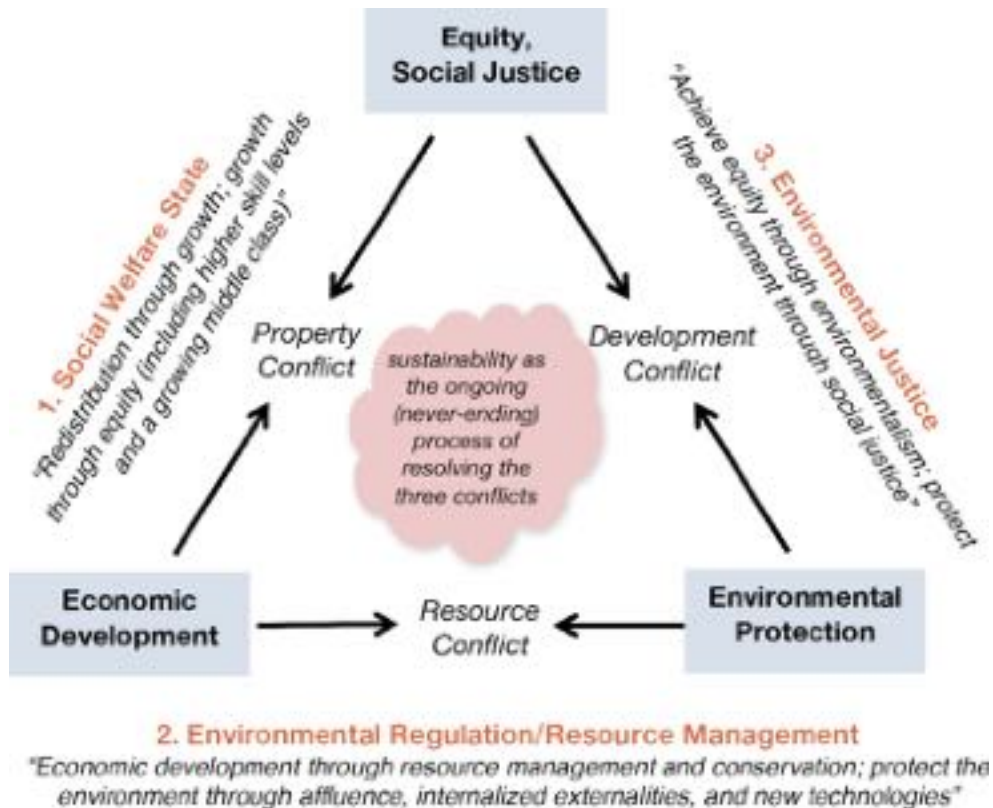 Equity,
Social Justice
1. Social Welfare State
"Redistribution through growth; growth
through equity (including higher skill levels
and a growing middle class)"
3. Environmental Justice
"Achieve equity through environmentalism; protect
the environment through social justice"
Property
Conflict
Development
Conflict
sustainability as
the ongoing
(never-ending)
process of
resolving the
three conflicts
Economic
Development
Resource
Conflict
Environmental
Protection
2. Environmental Regulation/Resource Management
"Economic development through resource management and conservation; protect the
environment through affluence, internalized externalities, and new technologies"